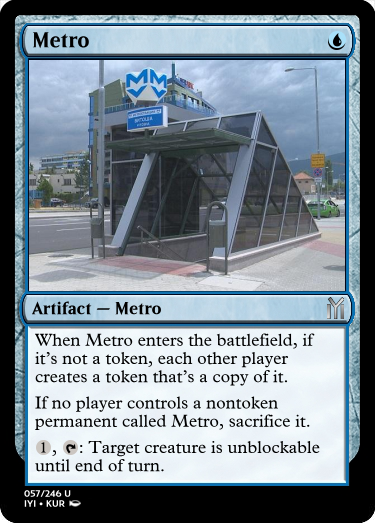 Metro
MM
ВИТОША
Artifact — Metro
When Metro enters the battlefield, if
it's not a token, each other player
creates a token that's a copy of it.
If no player controls a nontoken
permanent called Metro, sacrifice it.
1, : Target creature is unblockable
until end of turn.
057/246 U
IYI • KUR